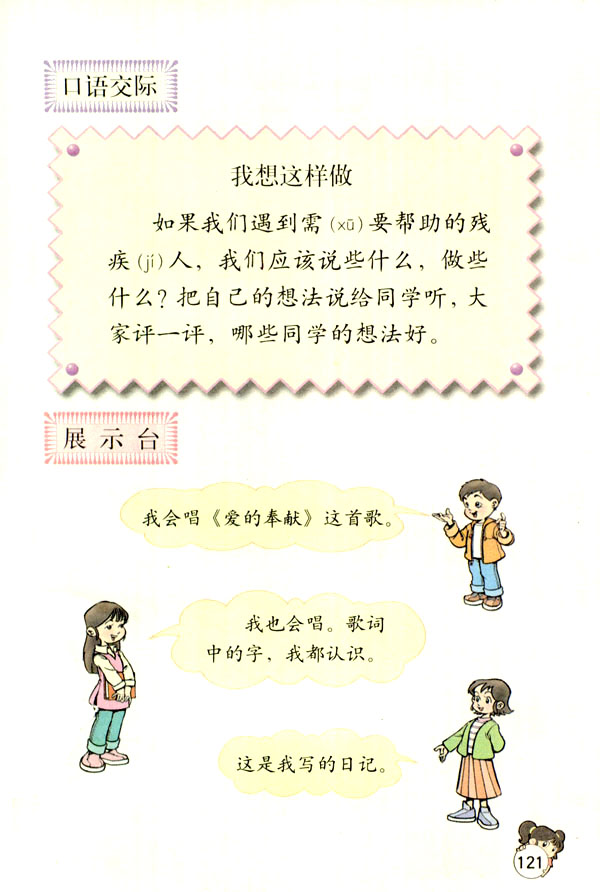 口语交际
我想这样做
如果我们遇到需(xū)要帮助的残
疾(jí)人，我们应该说些什么，做些
什么？把自己的想法说给同学听，大
家评一评，哪些同学的想法好。
展示台
我会唱《爱的奉献》这首歌。
我也会唱。歌词
中的字，我都认识。
这是我写的日记。
121